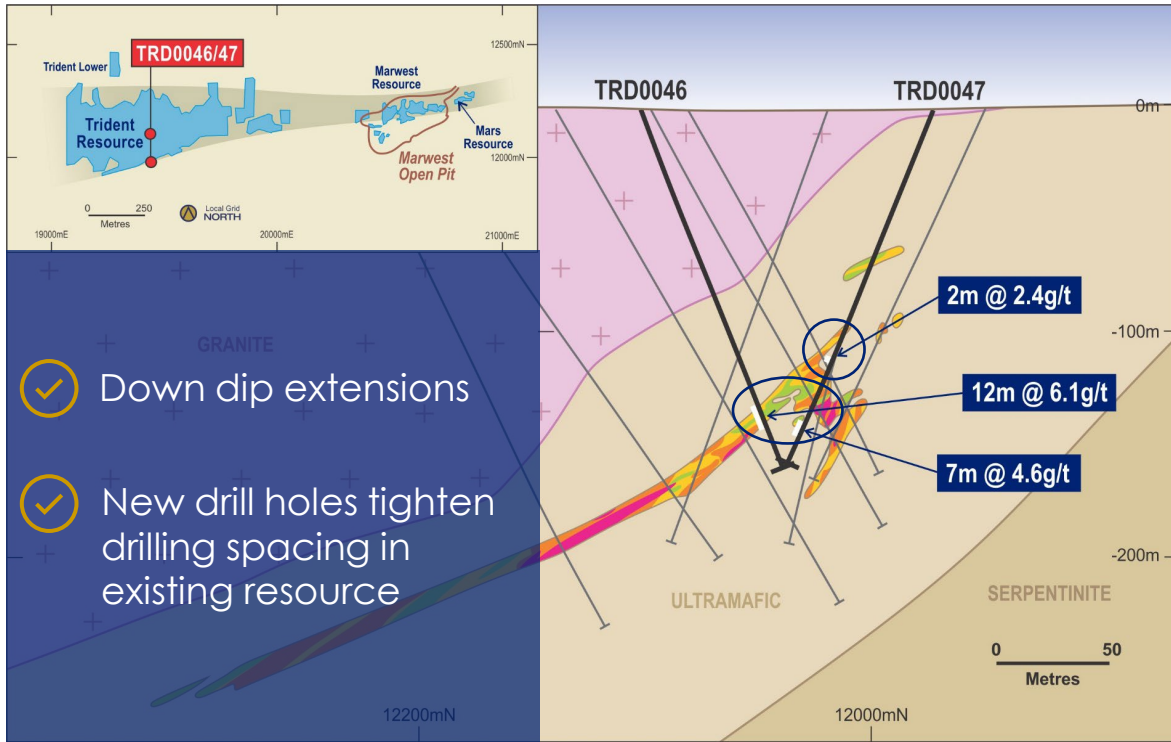 12500mN
TRD0046/47
Trident Lower
Marwest
Resource
Trident
Resource
Mars
Resource
12000mN
Marwest
Open Pit
0 250
Metres
Local Grid
NORTH
19000mE 20000mE 21000mE
TRD0046 TRD0047
0m
2m @ 2.4g/t
-100m
GRANITE
Down dip extensions
12m @ 6.1g/t
7m @ 4.6g/t
New drill holes tighten
drilling spacing in
existing resource
-200m
ULTRAMAFIC SERPENTINITE
0 50
Metres
12200mN 12000mN